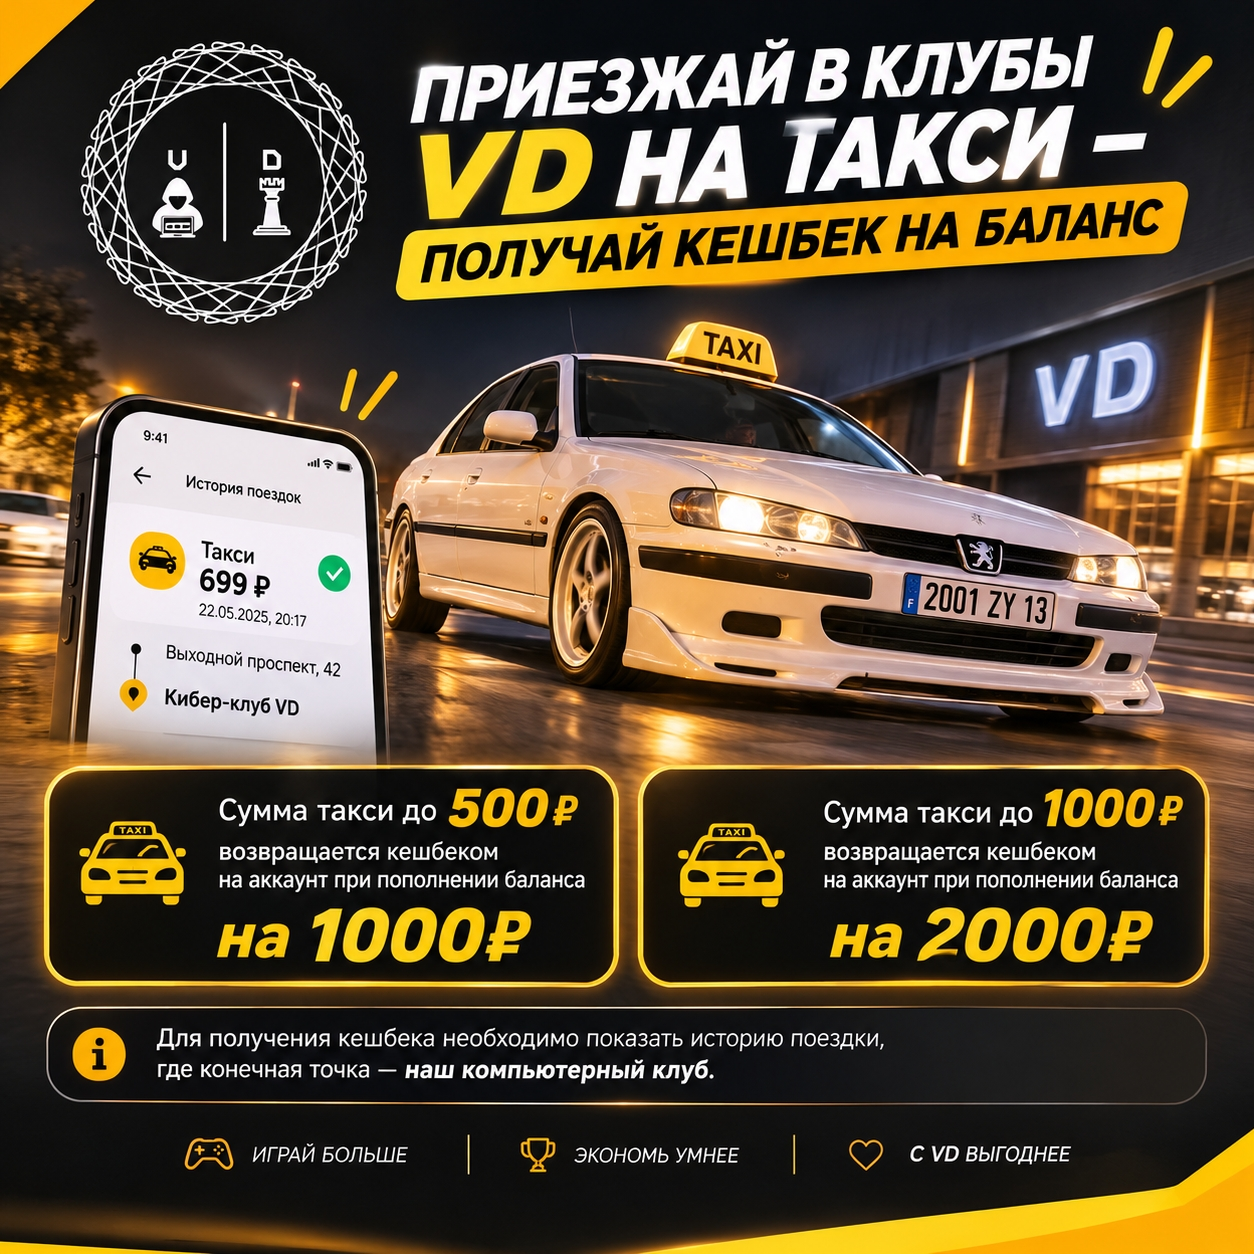 U D
ПРИЕЗЖАЙ В КЛУБЫ
VD НА ТАКСИ –
ПОЛУЧАЙ КЕШБЕК НА БАЛАНС
TAXI
VD
9:41
История поездок
Такси
699 ₽
22.05.2025, 20:17
Выходной проспект, 42
Кибер-клуб VD
F
2001 ZY 13
TAXI
Сумма такси до 500 ₽
возвращается кешбеком
на аккаунт при пополнении баланса
на 1000₽
TAXI
Сумма такси до 1000 ₽
возвращается кешбеком
на аккаунт при пополнении баланса
на 2000₽
i
Для получения кешбека необходимо показать историю поездки,
где конечная точка — наш компьютерный клуб.
ИГРАЙ БОЛЬШЕ
ЭКОНОМЬ УМНЕЕ
С VD ВЫГОДНЕЕ